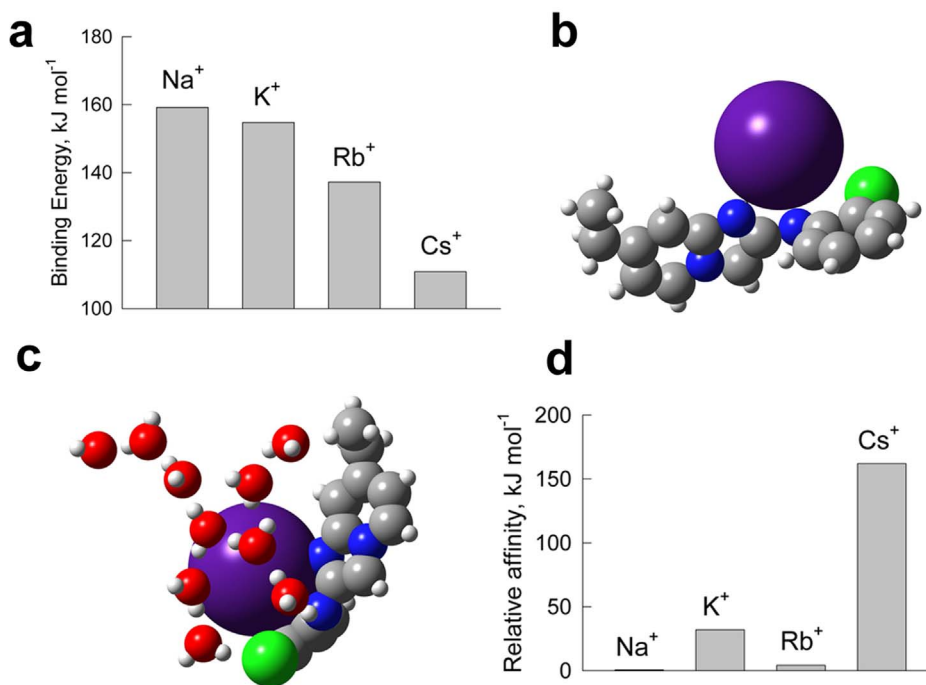 a
180
160
140
120
100
Binding Energy, kJ mol⁻¹
Na⁺
K⁺
Rb⁺
Cs⁺
b
c
d
200
150
100
50
0
Relative affinity, kJ mol⁻¹
Na⁺
K⁺
Rb⁺
Cs⁺